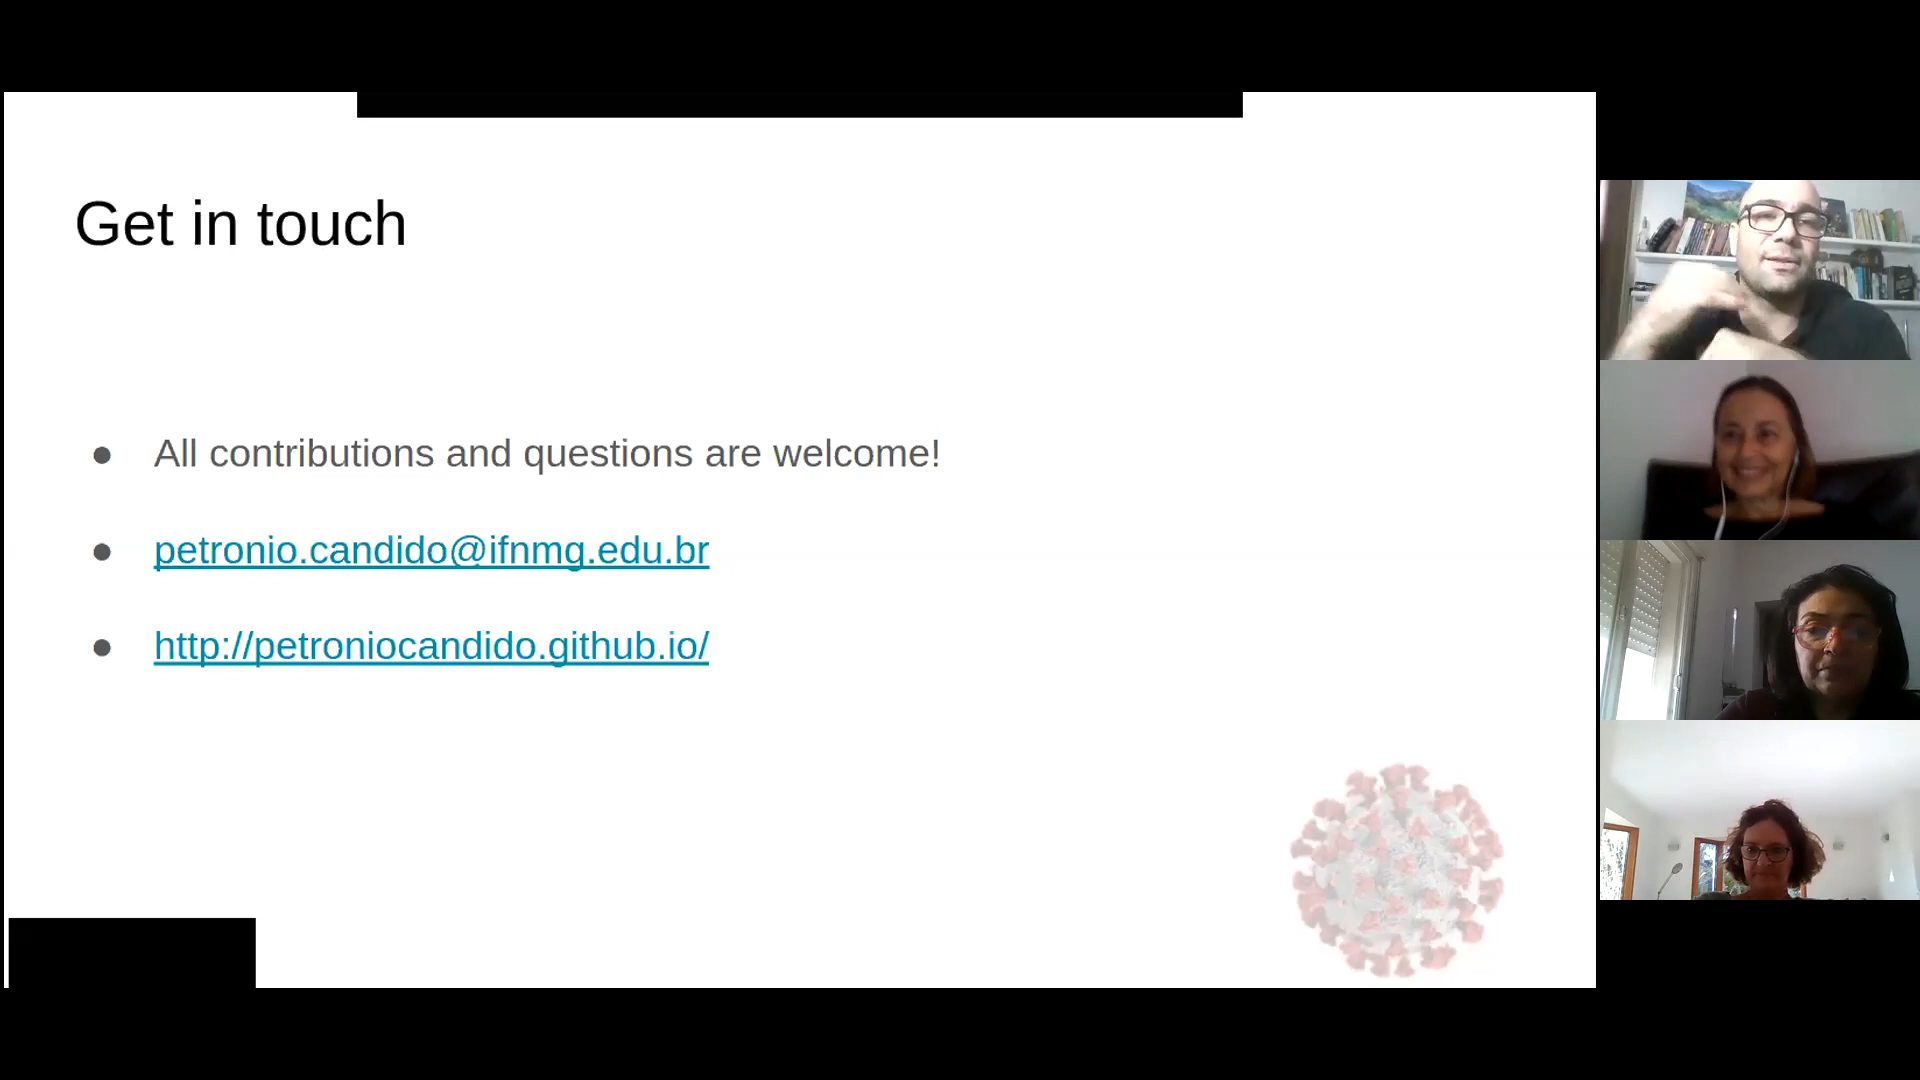 Get in touch
All contributions and questions are welcome!
petronio.candido@ifnmg.edu.br
http://petroniocandido.github.io/